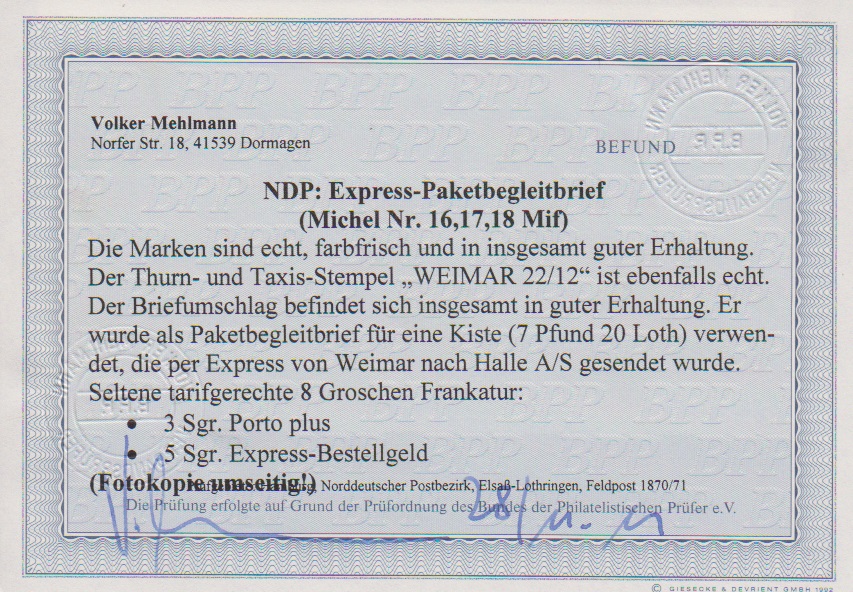 Volker Mehlmann
Norfer Str. 18, 41539 Dormagen
BEFUND
VOLKER MEHLMANN
B.P.P.
VERBANDSPRÜFER
NDP: Express-Paketbegleitbrief
(Michel Nr. 16,17,18 Mif)
Die Marken sind echt, farbfrisch und in insgesamt guter Erhaltung.
Der Thurn- und Taxis-Stempel „WEIMAR 22/12“ ist ebenfalls echt.
Der Briefumschlag befindet sich insgesamt in guter Erhaltung. Er
wurde als Paketbegleitbrief für eine Kiste (7 Pfund 20 Loth) verwen-
det, die per Express von Weimar nach Halle A/S gesendet wurde.
Seltene tarifgerechte 8 Groschen Frankatur:
• 3 Sgr. Porto plus
• 5 Sgr. Express-Bestellgeld
(Fotokopie umseitig!)
Norddeutscher Postbezirk, Elsaß-Lothringen, Feldpost 1870/71
Die Prüfung erfolgte auf Grund der Prüfordnung des Bundes der Philatelistischen Prüfer e.V.
© GIESECKE & DEVRIENT GMBH 1992